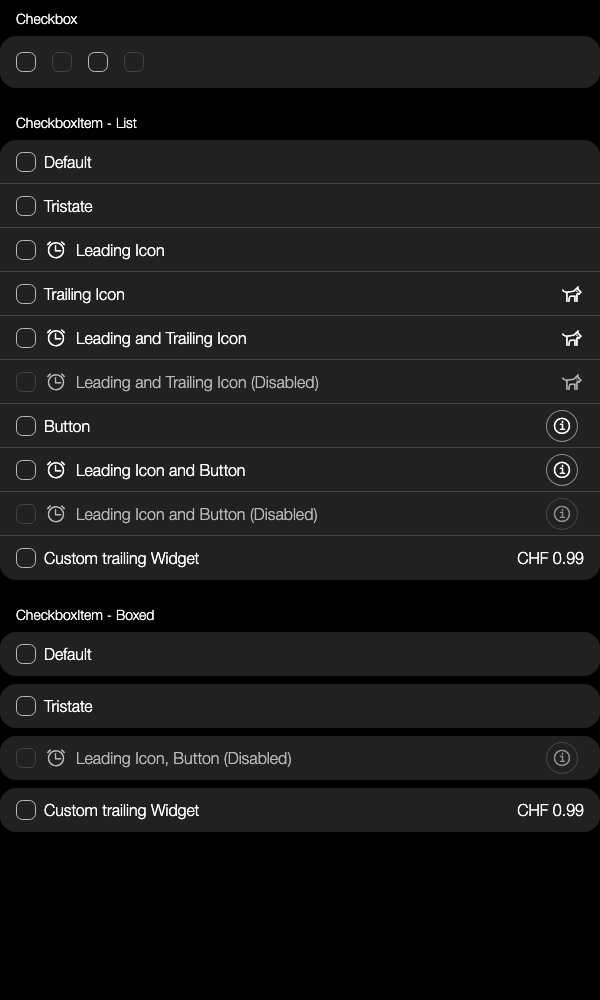 Checkbox
CheckboxItem - List
Default
Tristate
Leading Icon
Trailing Icon
Leading and Trailing Icon
Leading and Trailing Icon (Disabled)
Button
Leading Icon and Button
Leading Icon and Button (Disabled)
Custom trailing Widget CHF 0.99
CheckboxItem - Boxed
Default
Tristate
Leading Icon, Button (Disabled)
Custom trailing Widget CHF 0.99